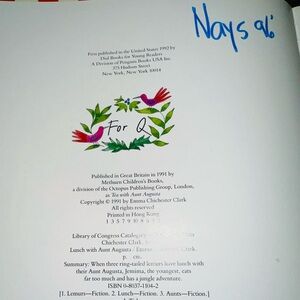 Nays 96'
First published in the United States 1992 by
Dial Books for Young Readers
A Division of Penguin Books USA Inc.
375 Hudson Street
New York, New York 10014
For Q
Published in Great Britain in 1991 by
Methuen Children's Books,
a division of the Octopus Publishing Group, London,
as Tea with Aunt Augusta
Copyright © 1991 by Emma Chichester Clark
All rights reserved
Printed in Hong Kong
1 3 5 7 9 10 8 6 4 2
Library of Congress Cataloging
Chichester Clark,
Lunch with Aunt Augusta / Emma Chichester Clark.
p. cm.
Summary: When three ring-tailed lemurs have lunch with
their Aunt Augusta, Jemima, the youngest, eats
far too much and has a jungle adventure.
ISBN 0-8037-1104-2
[1. Lemurs—Fiction. 2. Lunch—Fiction. 3. Aunts—Fiction.]